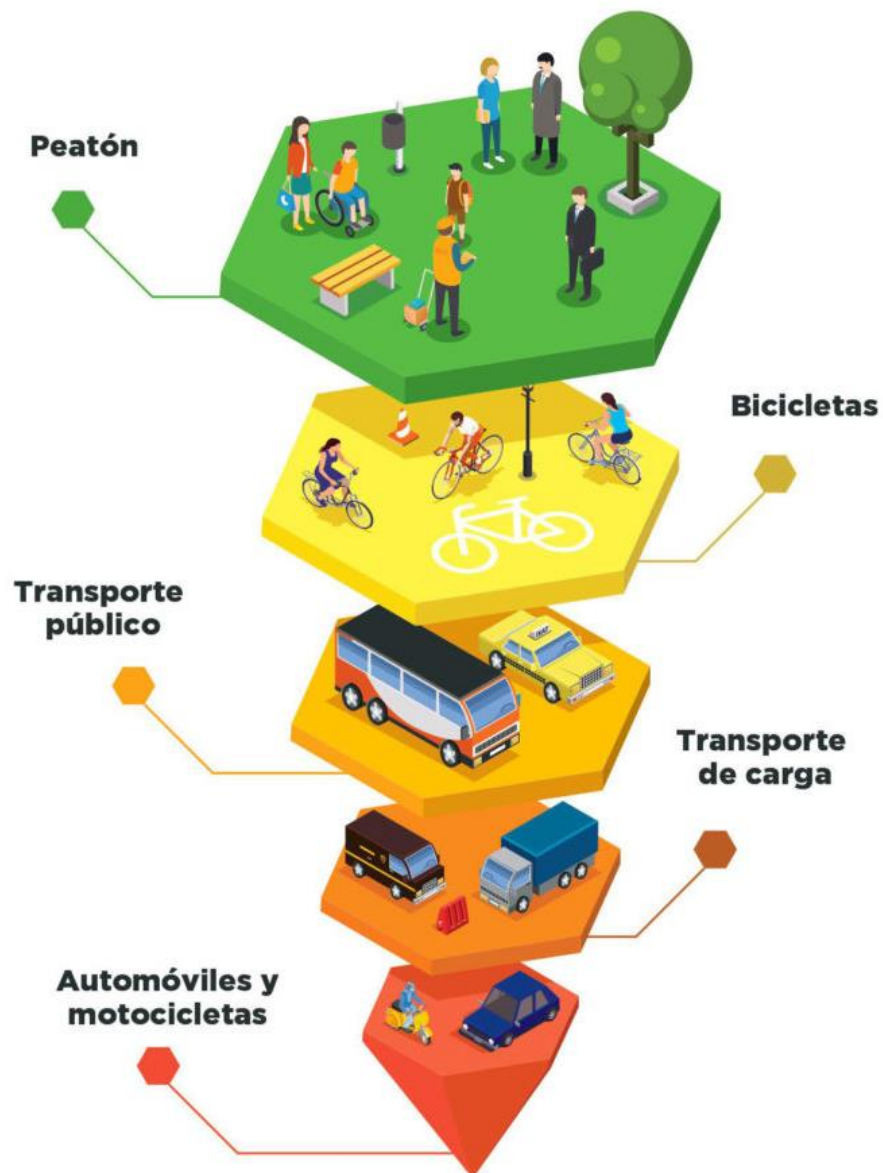 Peatón
Bicicletas
Transporte
público
Transporte
de carga
Automóviles y
motocicletas